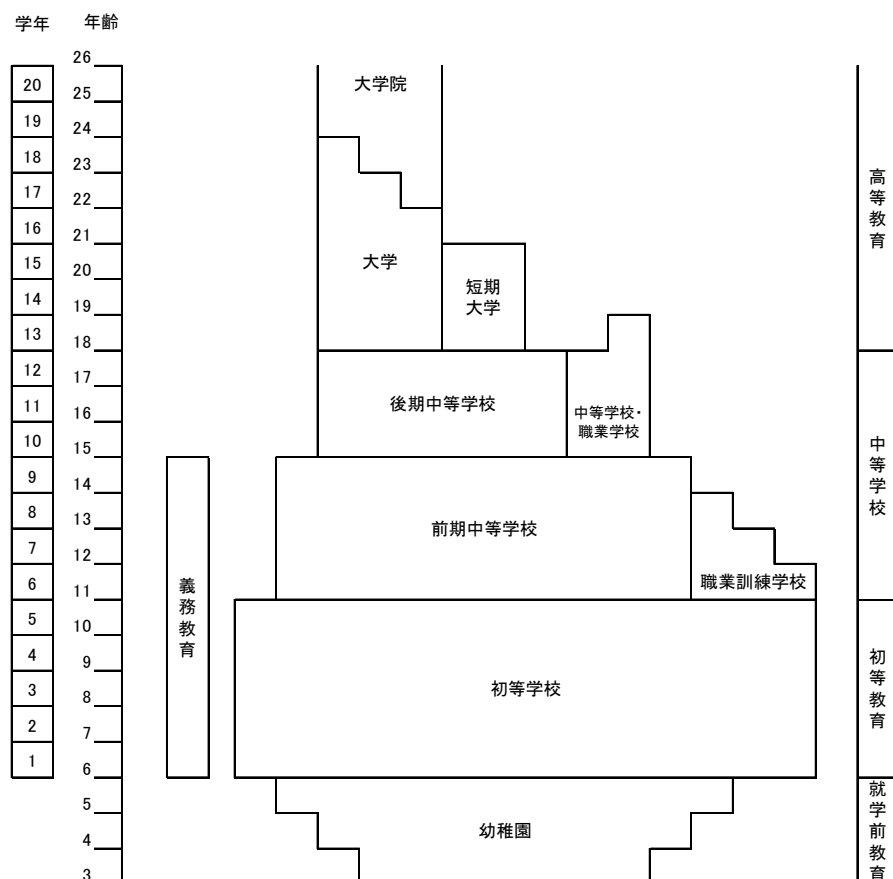 学年
年齢
26
20
25
大学院
19
24
18
23
17
22
高等教育
16
21
15
20
大学
短期
大学
14
19
13
18
12
17
11
16
後期中等学校
中等学校・
職業学校
10
15
9
14
中等学校
8
13
前期中等学校
7
12
6
11
職業訓練学校
義務教育
5
10
4
9
初等教育
3
8
初等学校
2
7
1
6
5
就学前教育
幼稚園
4
3